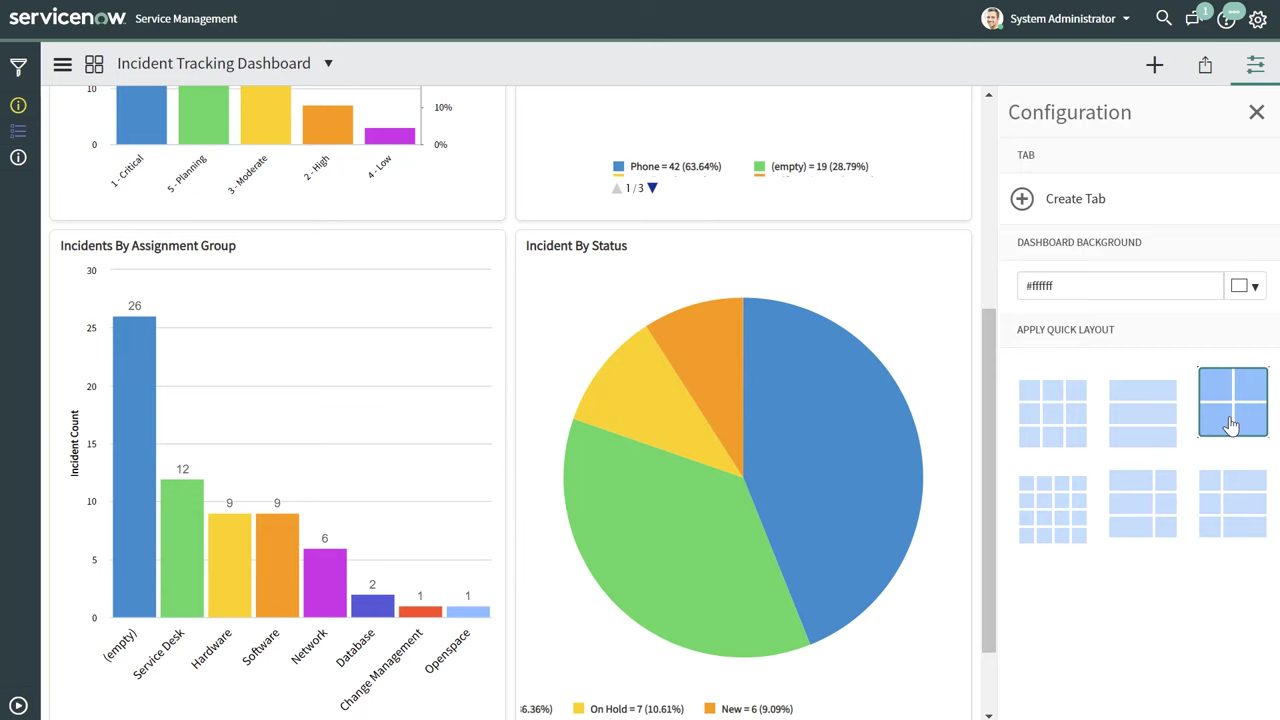 servicenow Service Management
System Administrator
1
Incident Tracking Dashboard
10
0
10%
0%
1 - Critical
5 - Planning
3 - Moderate
2 - High
4 - Low
Phone = 42 (63.64%)
(empty) = 19 (28.79%)
1 / 3
Incidents By Assignment Group
Incident Count
30
25
20
15
10
5
0
26
12
9
9
6
2
1
1
(empty)
Service Desk
Hardware
Software
Network
Database
Change Management
Openspace
Incident By Status
6.36%)
On Hold = 7 (10.61%)
New = 6 (9.09%)
Configuration
TAB
Create Tab
DASHBOARD BACKGROUND
#ffffff
APPLY QUICK LAYOUT